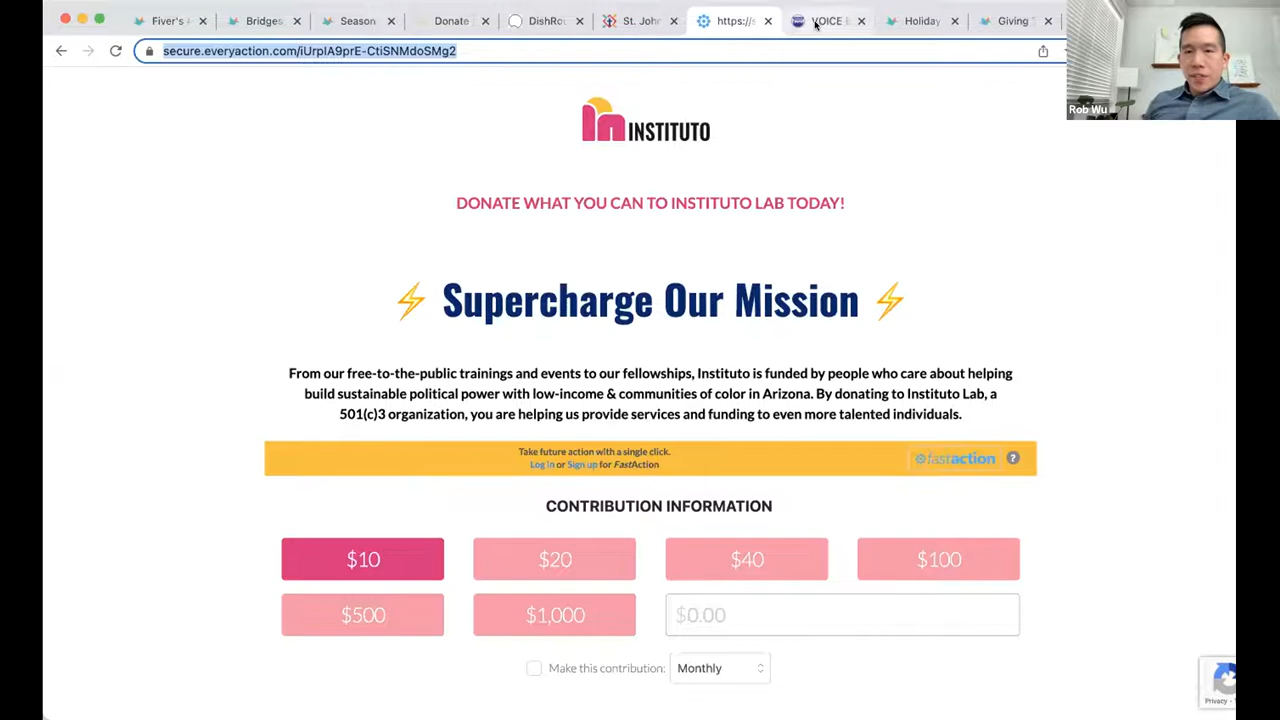 Fiver's A
Bridges
Season
Donate
DishRou
St. John
https://s
VOICE
Holiday
Giving T
secure.everyaction.com/iUrpIA9prE-CtiSNMdoSMg2
Rob Wu
INSTITUTO
DONATE WHAT YOU CAN TO INSTITUTO LAB TODAY!
⚡ Supercharge Our Mission ⚡
From our free-to-the-public trainings and events to our fellowships, Instituto is funded by people who care about helping
build sustainable political power with low-income & communities of color in Arizona. By donating to Instituto Lab, a
501(c)3 organization, you are helping us provide services and funding to even more talented individuals.
Take future action with a single click.
Log in or Sign up for FastAction
fastaction ?
CONTRIBUTION INFORMATION
$10 $20 $40 $100
$500 $1,000 $0.00
Make this contribution: Monthly
Privacy -